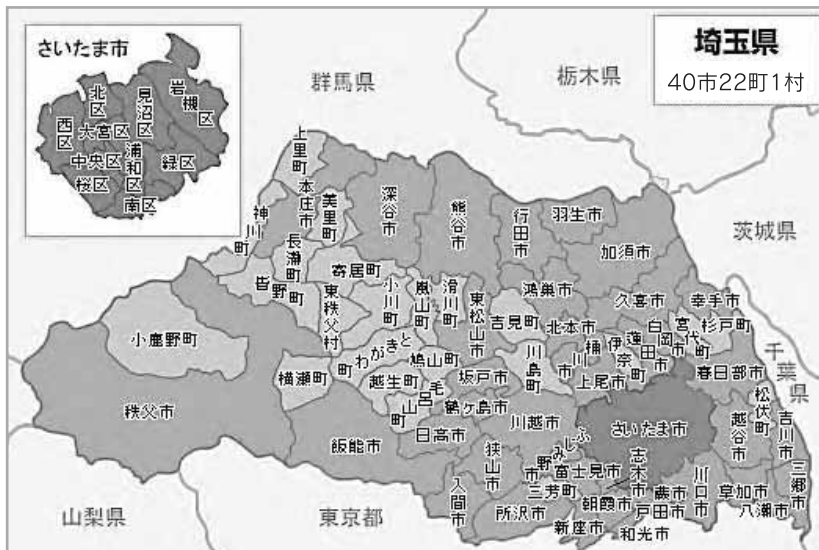 さいたま市
北区
見沼区
岩槻区
西区
大宮区
中央区
浦和区
緑区
桜区
南区
埼玉県
40市22町1村
群馬県
栃木県
茨城県
千葉県
山梨県
東京都
上里町
本庄市
美里町
神川町
深谷市
熊谷市
行田市
羽生市
加須市
長瀞町
皆野町
寄居町
東秩父村
小川町
嵐山町
滑川町
東松山市
吉見町
鴻巣市
北本市
久喜市
幸手市
杉戸町
宮代町
白岡市
蓮田市
伊奈町
桶川市
上尾市
春日部市
小鹿野町
秩父市
横瀬町
ときがわ町
鳩山町
越生町
毛呂山町
坂戸市
鶴ヶ島市
川島町
川越市
日高市
飯能市
狭山市
入間市
所沢市
ふじみ野市
富士見市
三芳町
志木市
朝霞市
新座市
和光市
さいたま市
戸田市
蕨市
川口市
草加市
八潮市
三郷市
吉川市
松伏町
越谷市